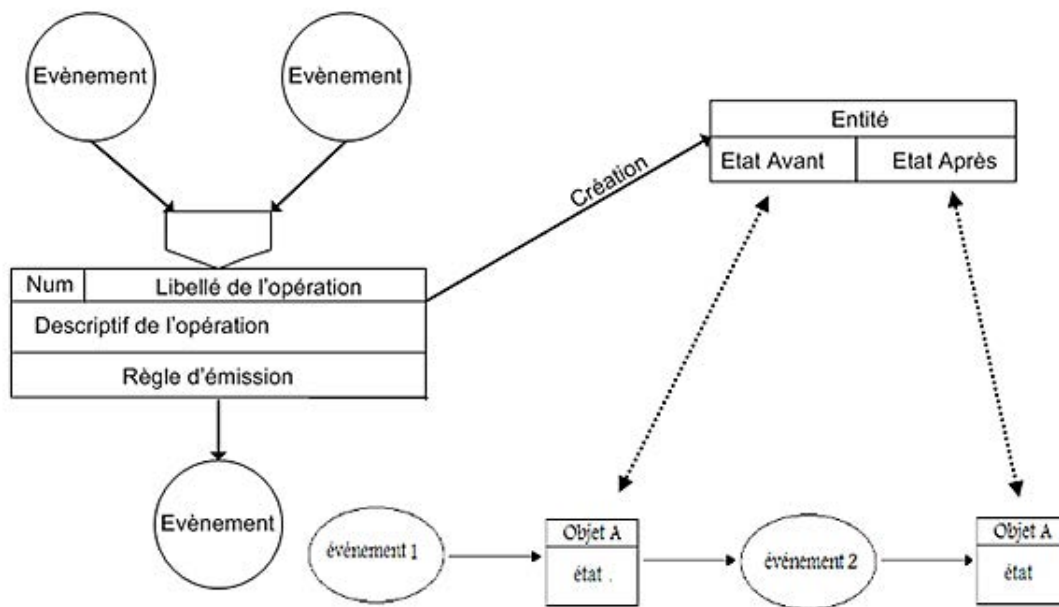 Evènement
Evènement
Entité
Etat Avant
Etat Après
Création
Num
Libellé de l'opération
Descriptif de l'opération
Règle d'émission
Evènement
évènement 1
Objet A
état .
évènement 2
Objet A
état